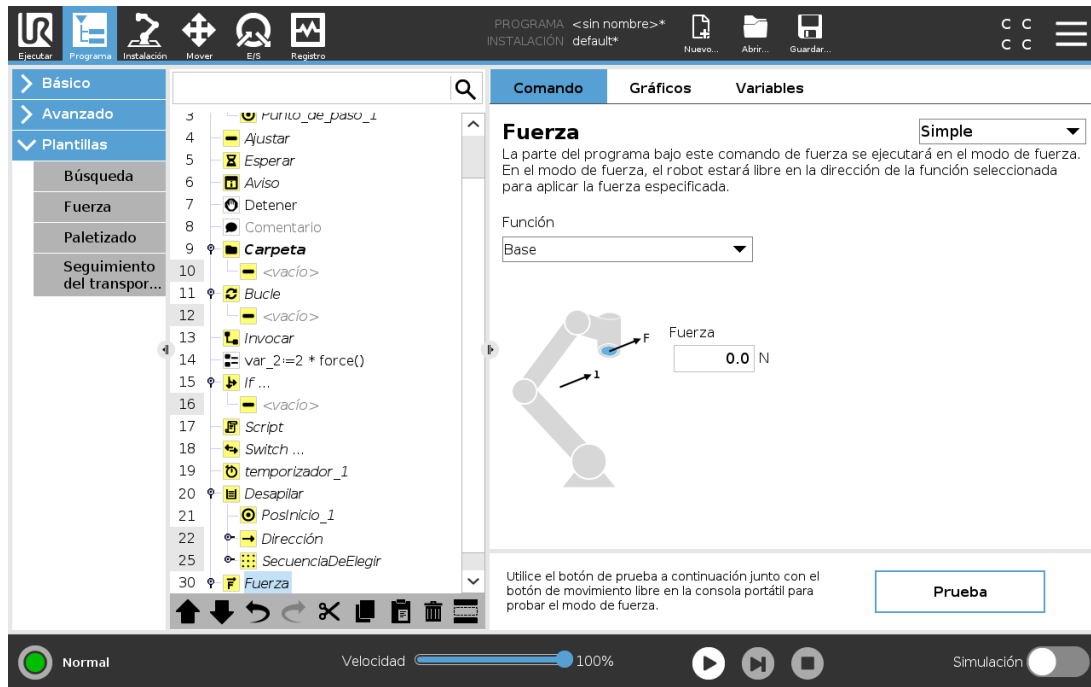 PROGRAMA <sin nombre>*
INSTALACIÓN default*
Ejecutar
Programa
Instalación
Mover
E/S
Registro
Nuevo...
Abrir...
Guardar...
C C
C C
Básico
Avanzado
Plantillas
Búsqueda
Fuerza
Paletizado
Seguimiento
del transpor...
3 Punto_de_paso_1
4 Ajustar
5 Esperar
6 Aviso
7 Detener
8 Comentario
9 Carpeta
10 <vacío>
11 Bucle
12 <vacío>
13 Invocar
14 var_2:=2 * force()
15 If ...
16 <vacío>
17 Script
18 Switch ...
19 temporizador_1
20 Desapilar
21 PosInicio_1
22 Dirección
25 SecuenciaDeElegir
30 Fuerza
Comando
Gráficos
Variables
Fuerza
Simple
La parte del programa bajo este comando de fuerza se ejecutará en el modo de fuerza.
En el modo de fuerza, el robot estará libre en la dirección de la función seleccionada
para aplicar la fuerza especificada.
Función
Base
F
1
Fuerza
0.0 N
Utilice el botón de prueba a continuación junto con el
botón de movimiento libre en la consola portátil para
probar el modo de fuerza.
Prueba
Normal
Velocidad
100%
Simulación